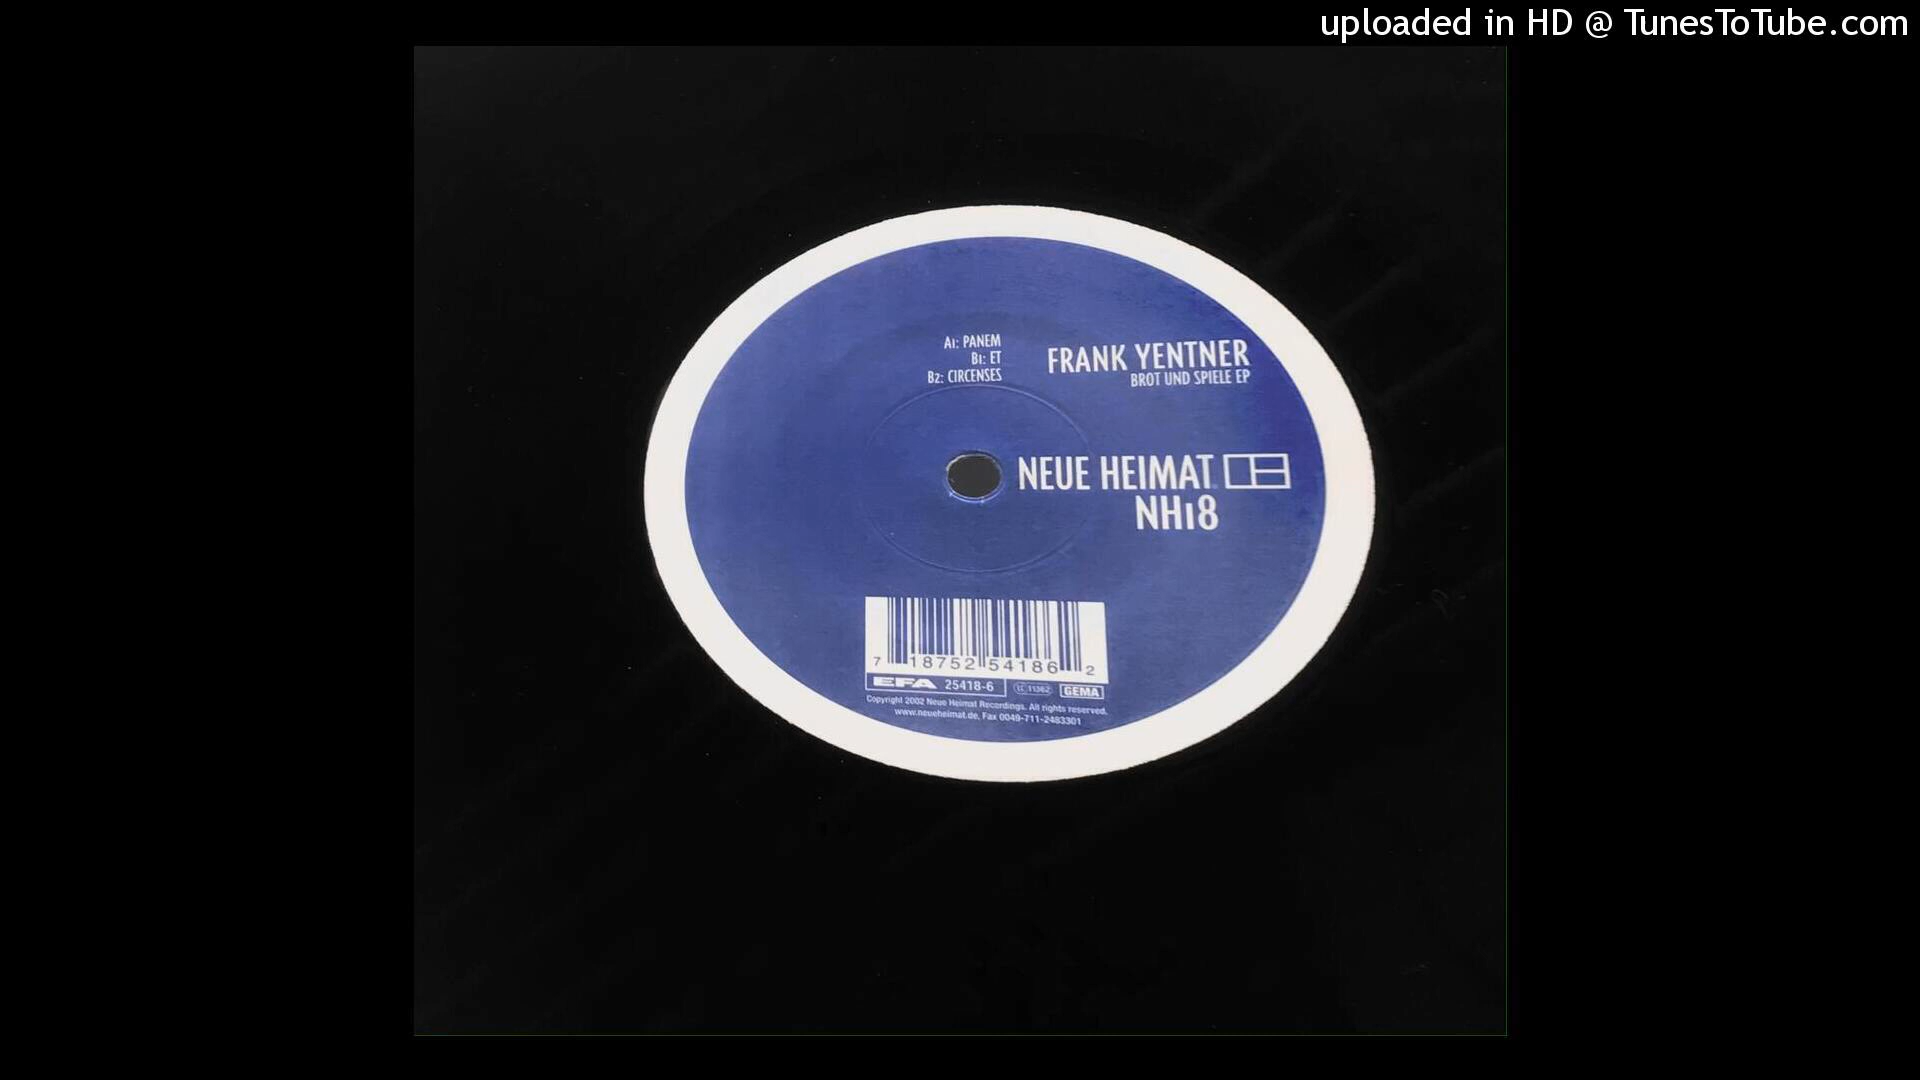 uploaded in HD @ TunesToTube.com
A1: PANEM
B1: ET
B2: CIRCENSES
FRANK YENTNER
BROT UND SPIELE EP
NEUE HEIMAT
NH18
7 18752 54186 2
EFA 25418-6 LC 11362 GEMA
Copyright 2002 Neue Heimat Recordings. All rights reserved.
www.neueheimat.de, Fax 0049-711-2483301